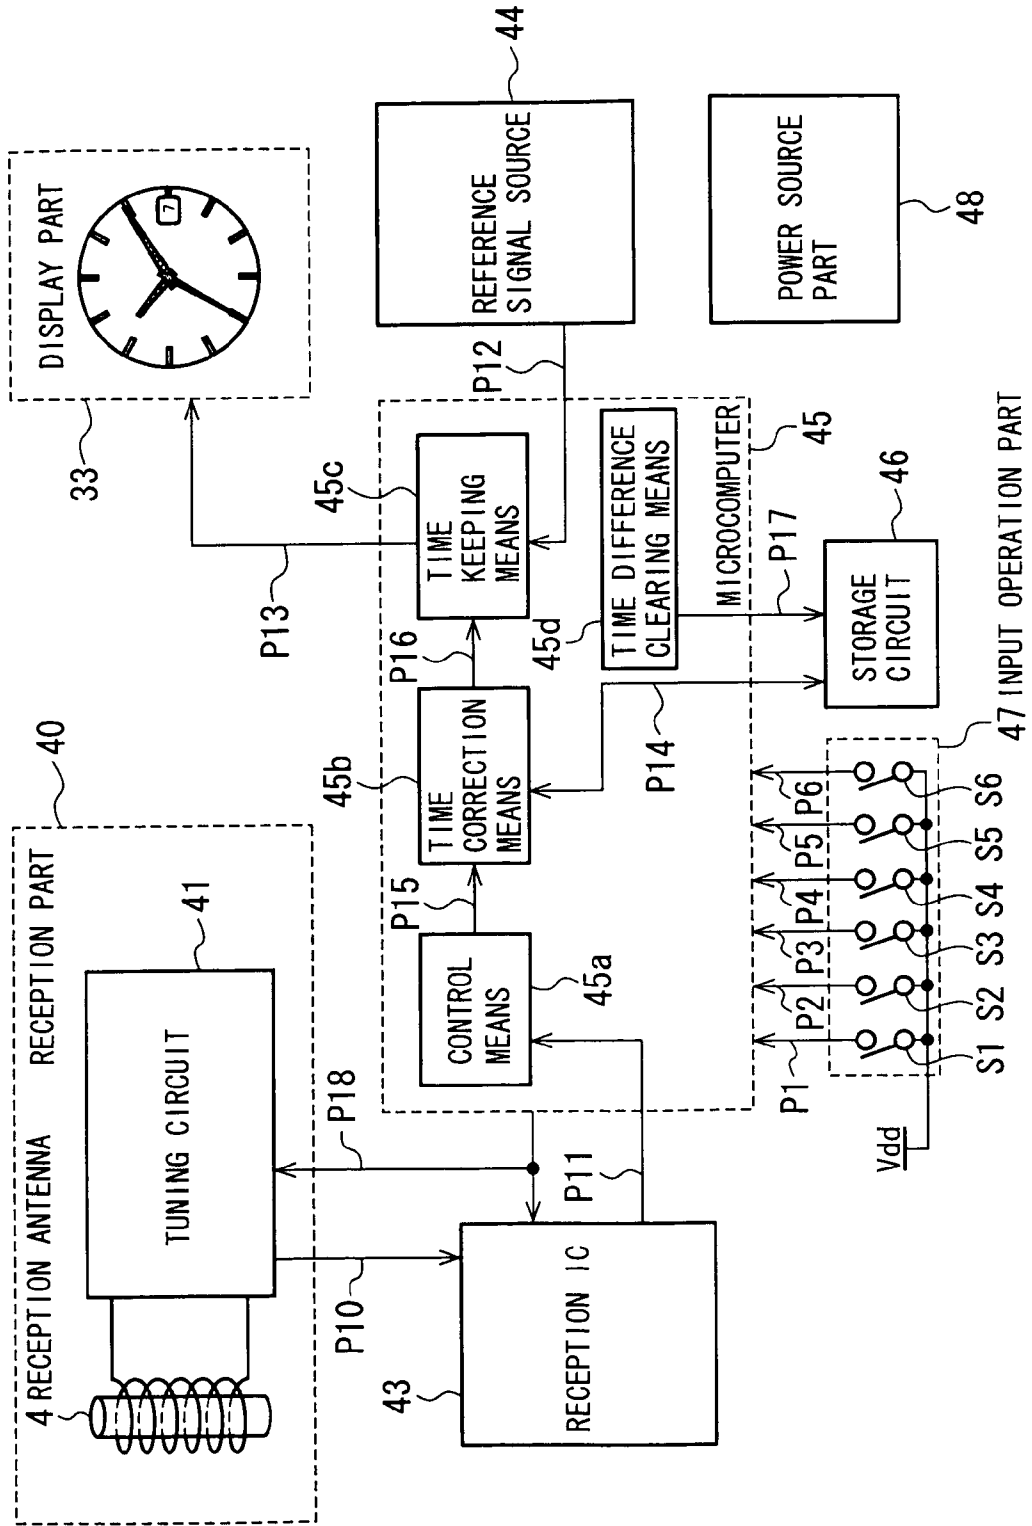 40
4 RECEPTION ANTENNA
RECEPTION PART
TUNING CIRCUIT
41
33
DISPLAY PART
7
P10
P18
P13
43
RECEPTION IC
P11
CONTROL
MEANS
45a
P15
45b
TIME
CORRECTION
MEANS
P16
45c
TIME
KEEPING
MEANS
P12
REFERENCE
SIGNAL SOURCE
44
45d
TIME DIFFERENCE
CLEARING MEANS
MICROCOMPUTER
45
P14
P17
STORAGE
CIRCUIT
46
POWER SOURCE
PART
48
P1
P2
P3
P4
P5
P6
Vdd
S1
S2
S3
S4
S5
S6
47 INPUT OPERATION PART